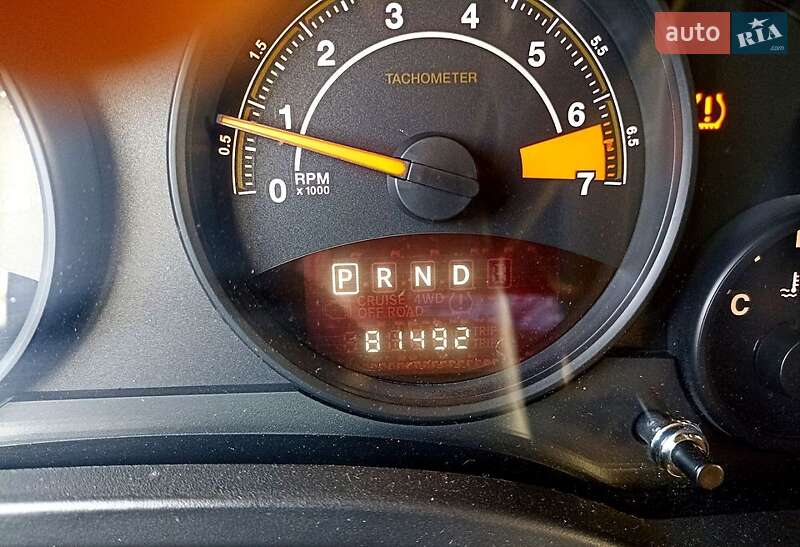 auto RIA.com
1.5 2 3 4 5 5.5
TACHOMETER
0.5 1 6 6.5
0 RPM 7
x 1000
P R N D
CRUISE 4WD
OFF ROAD
TRIP
81492
C